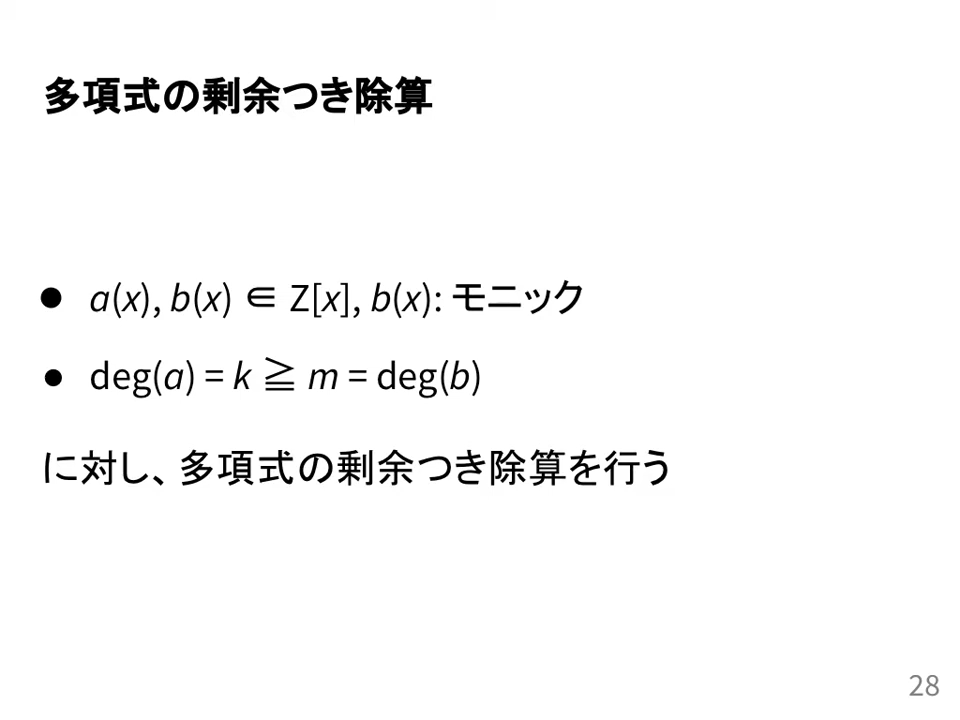 多項式の剰余つき除算
● a(x), b(x) ∈ Z[x], b(x): モニック
● deg(a) = k ≧ m = deg(b)
に対し、多項式の剰余つき除算を行う
28